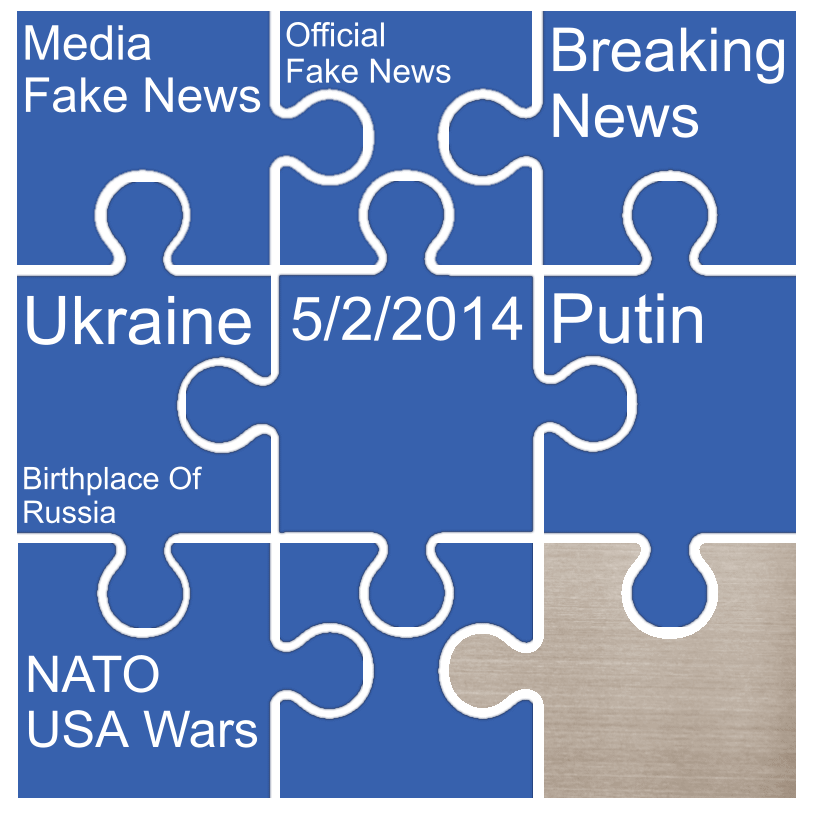 Media
Fake News
Official
Fake News
Breaking
News
Ukraine
Birthplace Of
Russia
5/2/2014
Putin
NATO
USA Wars